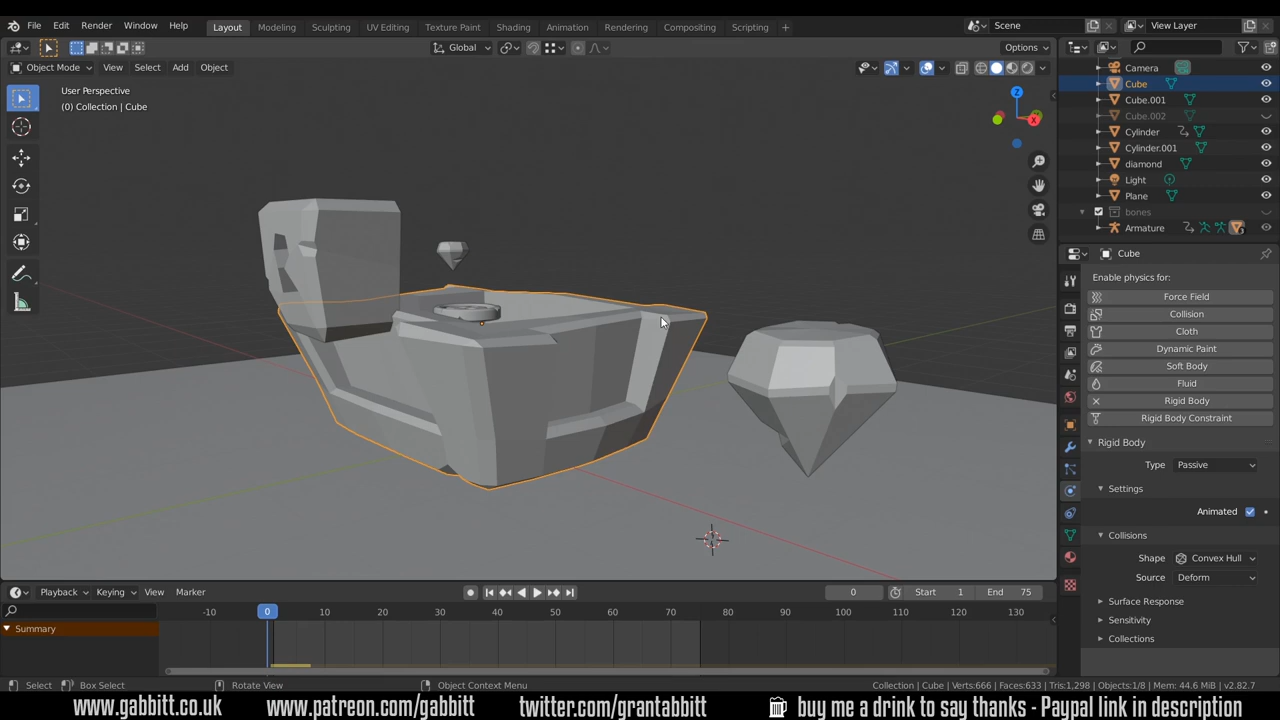 File Edit Render Window Help Layout Modeling Sculpting UV Editing Texture Paint Shading Animation Rendering Compositing Scripting + Scene View Layer
Global Options
Object Mode View Select Add Object
User Perspective
(0) Collection | Cube
Z
X
Camera
Cube
Cube.001
Cube.002
Cylinder
Cylinder.001
diamond
Light
Plane
bones
Armature
Cube
Enable physics for:
Force Field
Collision
Cloth
Dynamic Paint
Soft Body
Fluid
Rigid Body
Rigid Body Constraint
Rigid Body
Type Passive
Settings
Animated
Collisions
Shape Convex Hull
Source Deform
Surface Response
Sensitivity
Collections
Playback Keying View Marker 0 Start 1 End 75
-10 0 10 20 30 40 50 60 70 80 90 100 110 120 130
Summary
Select Box Select Rotate View Object Context Menu Collection | Cube | Verts:666 | Faces:633 | Tris:1,298 | Objects:1/8 | Mem: 44.6 MiB | v2.82.7
www.gabbitt.co.uk www.patreon.com/gabbitt twitter.com/grantabbitt buy me a drink to say thanks - Paypal link in description